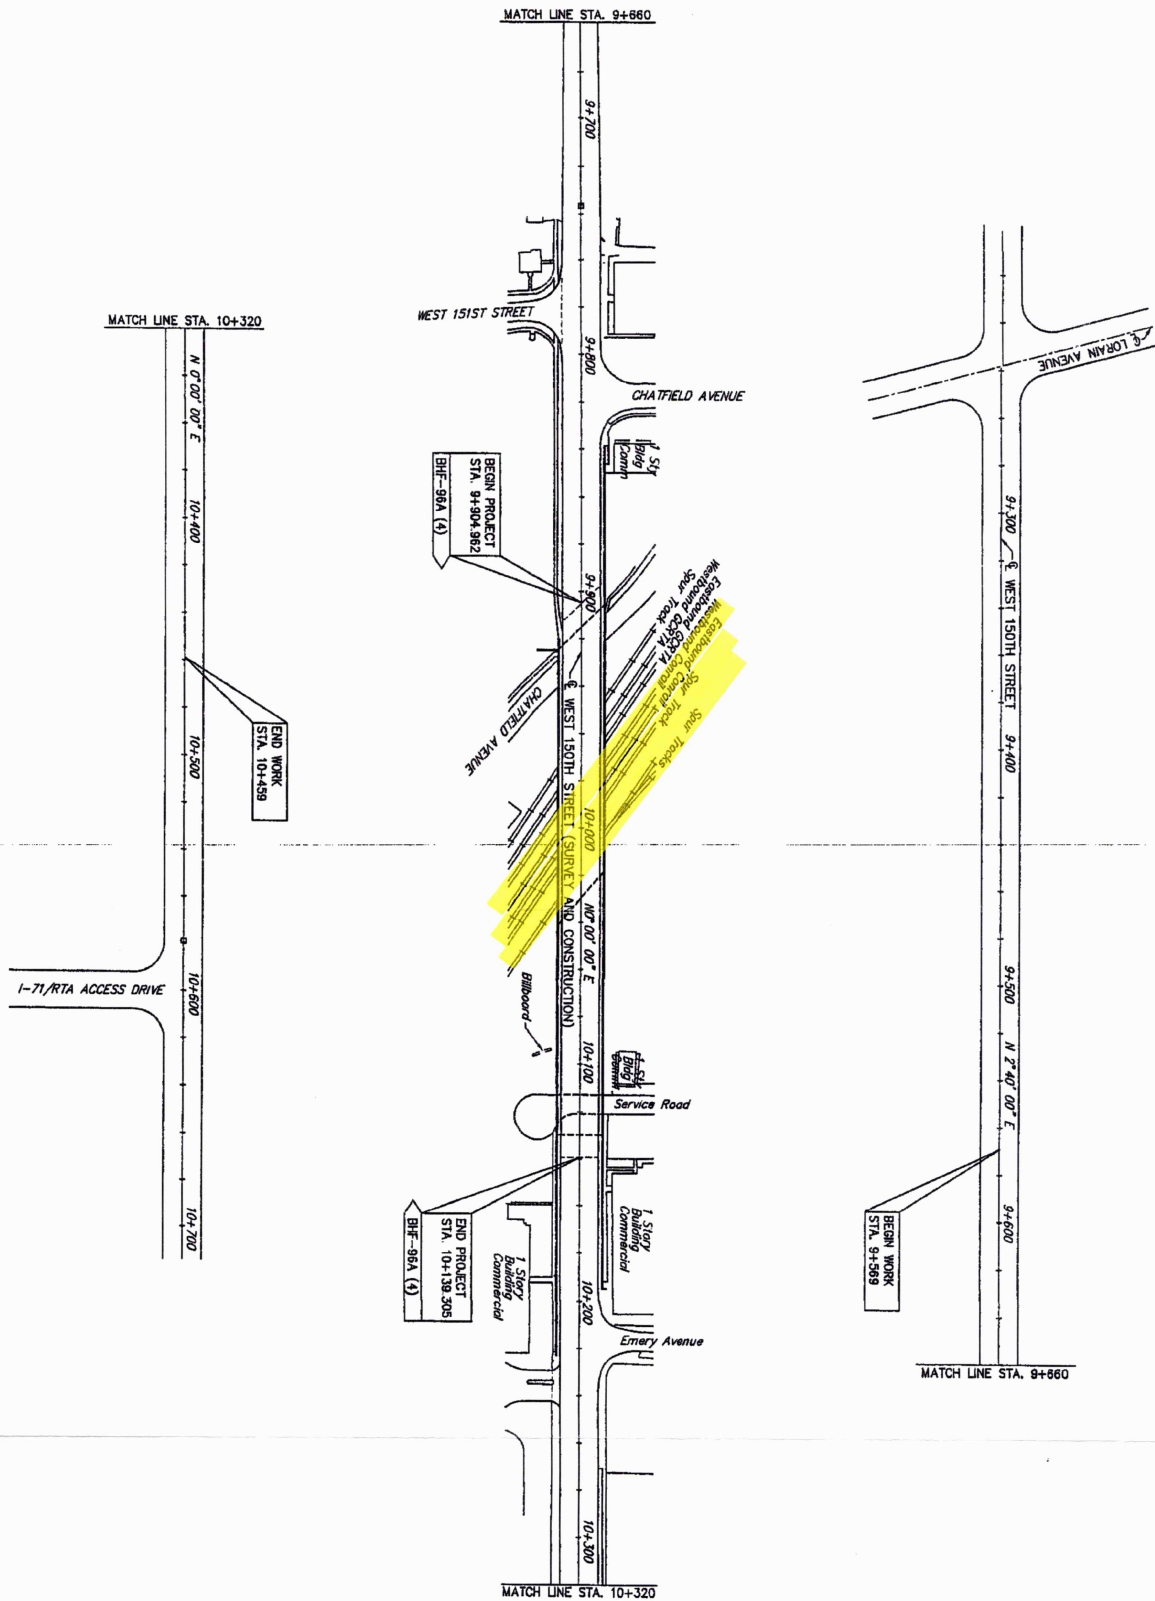 MATCH LINE STA. 9+660
9+700
WEST 151ST STREET
9+800
CHATFIELD AVENUE
1 Sty
Bldg
Comm
BEGIN PROJECT
STA. 9+904.962
BHF-96A (4)
9+900
Spur Track
Westbound GCRTA
Eastbound GCRTA
Westbound Conrail
Eastbound Conrail
Spur Track
Spur Tracks
CHATFIELD AVENUE
℄ WEST 150TH STREET (SURVEY AND CONSTRUCTION)
10+000
N0° 00' 00" E
Billboard
10+100
1 Sty
Bldg
Comm
Service Road
END PROJECT
STA. 10+139.305
BHF-96A (4)
1 Story
Building
Commercial
1 Story
Building
Commercial
10+200
Emery Avenue
10+300
MATCH LINE STA. 10+320
MATCH LINE STA. 10+320
N 0° 00' 00" E
10+400
END WORK
STA. 10+459
10+500
10+600
I-71/RTA ACCESS DRIVE
10+700
℄ LORAIN AVENUE
9+300
℄ WEST 150TH STREET
9+400
9+500
N 2° 40' 00" E
BEGIN WORK
STA. 9+569
9+600
MATCH LINE STA. 9+660